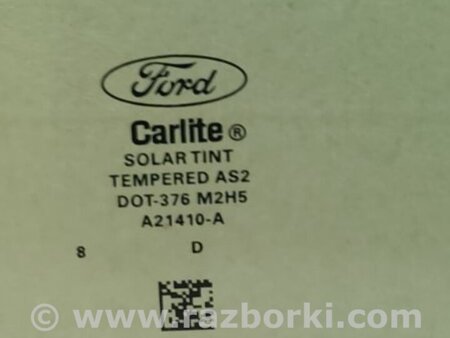 Ford
Carlite®
SOLAR TINT
TEMPERED AS2
DOT-376 M2H5
A21410-A
8 D
© www.razborki.com